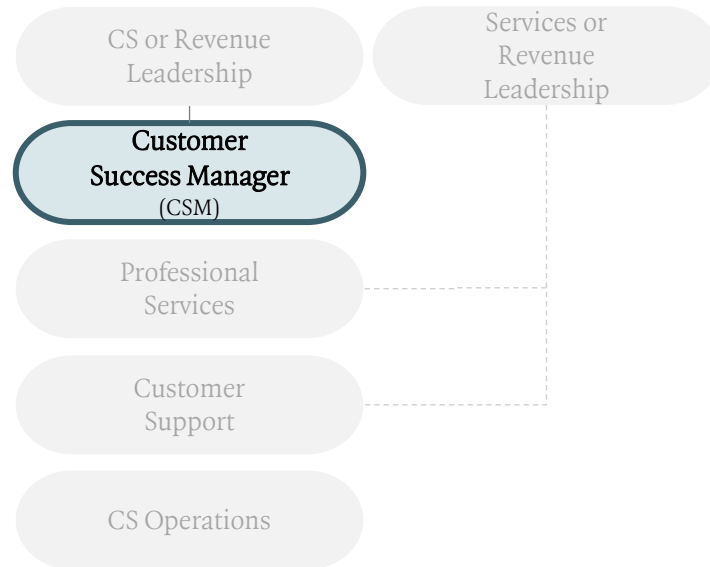 CS or Revenue
Leadership
Services or
Revenue
Leadership
Customer
Success Manager
(CSM)
Professional
Services
Customer
Support
CS Operations